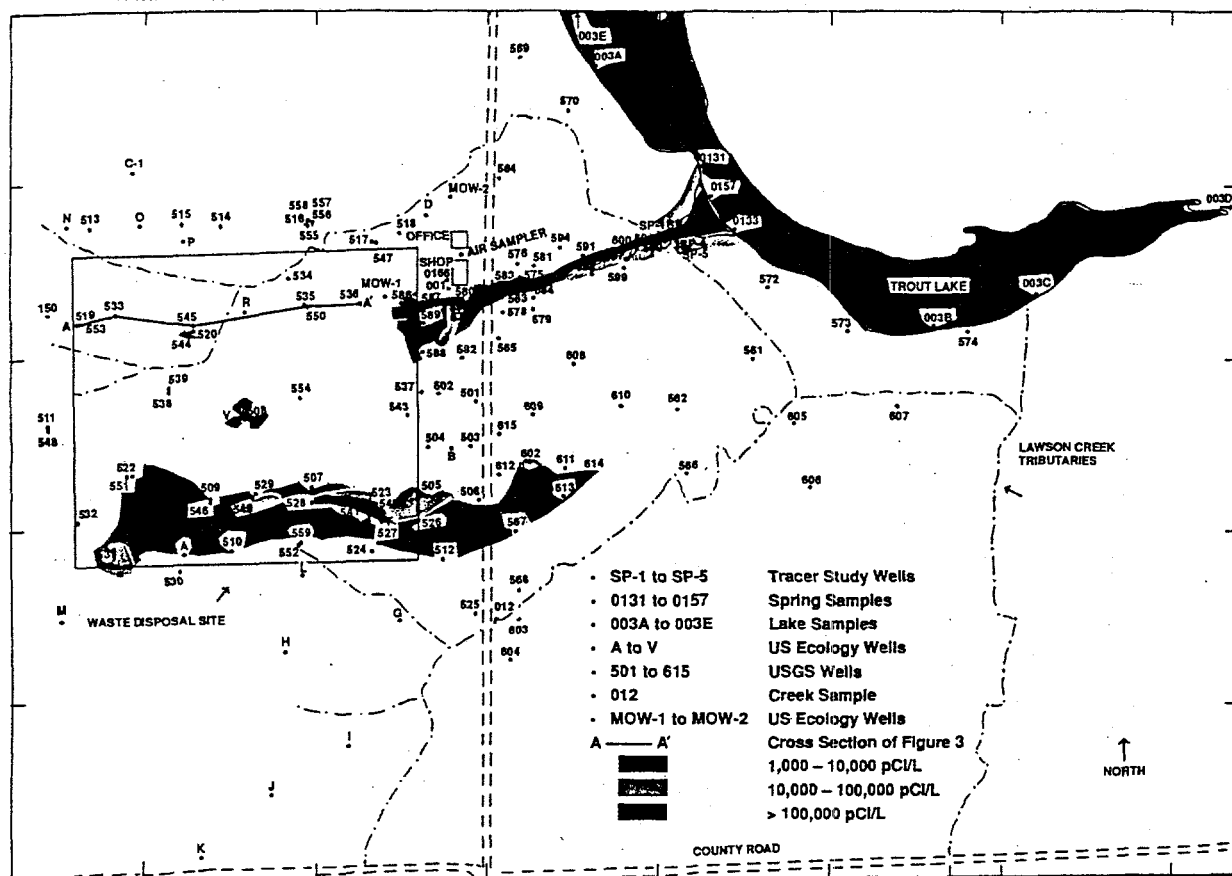 003E
003A
569
570
C-1
584
MOW-2
0131
0157
003D
N 513
O
515
514
P
558 557
516 556
555
517
518
D
OFFICE
AIR SAMPLER
594
591
600
0133
SP-5
547
534
SHOP
0166
001
576
581
575
599
572
TROUT LAKE
003C
003B
150
A
519
533
553
R
535
536
A'
550
MOW-1
587
589
583
578
579
573
574
545
520
544
588
582
565
608
561
539
538
554
537
502
501
543
609
610
562
605
607
511
548
V
504
B
503
615
LAWSON CREEK
TRIBUTARIES
522
551
509
529
507
523
505
506
612
602
611
614
613
566
606
532
546
549
528
527
526
567
A
510
559
552
524
512
530
M
WASTE DISPOSAL SITE
G
525
012
568
603
604
H
I
J
K
SP-1 to SP-5 Tracer Study Wells
0131 to 0157 Spring Samples
003A to 003E Lake Samples
A to V US Ecology Wells
501 to 615 USGS Wells
012 Creek Sample
MOW-1 to MOW-2 US Ecology Wells
A A' Cross Section of Figure 3
1,000 – 10,000 pCi/L
10,000 – 100,000 pCi/L
> 100,000 pCi/L
NORTH
COUNTY ROAD